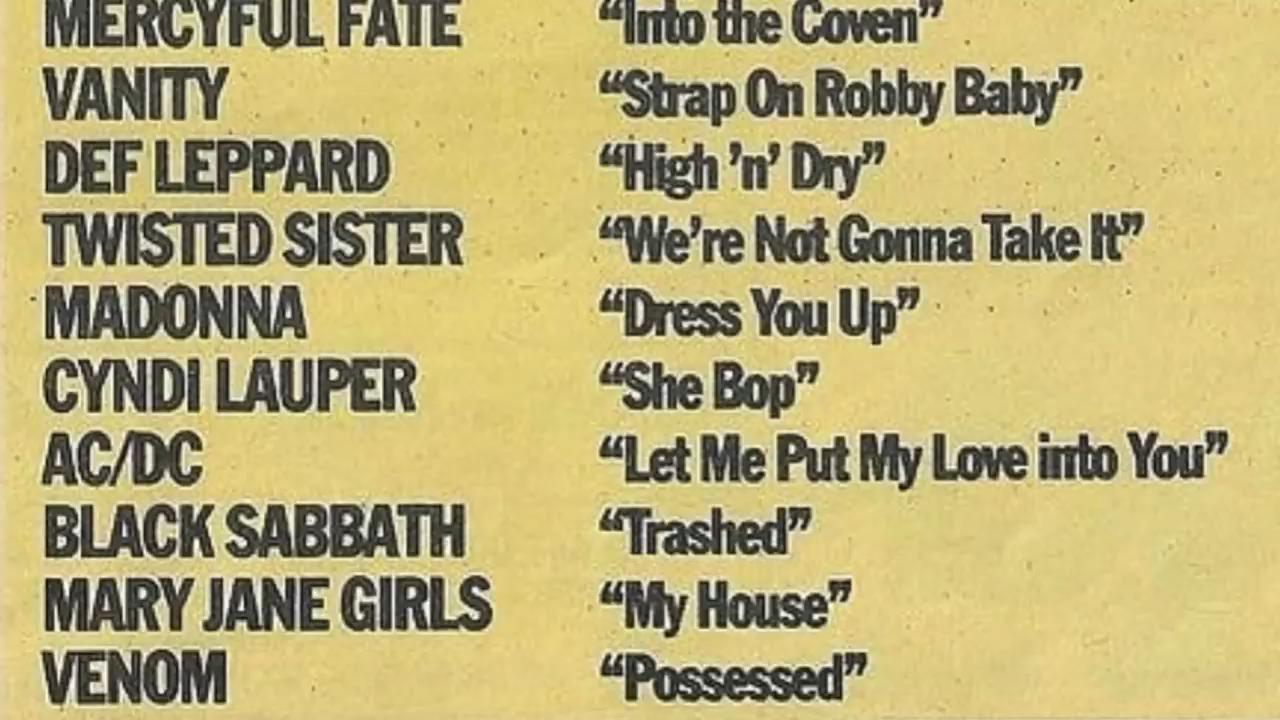 MERCYFUL FATE “Into the Coven”
VANITY “Strap On Robby Baby”
DEF LEPPARD “High ’n’ Dry”
TWISTED SISTER “We’re Not Gonna Take It”
MADONNA “Dress You Up”
CYNDI LAUPER “She Bop”
AC/DC “Let Me Put My Love into You”
BLACK SABBATH “Trashed”
MARY JANE GIRLS “My House”
VENOM “Possessed”